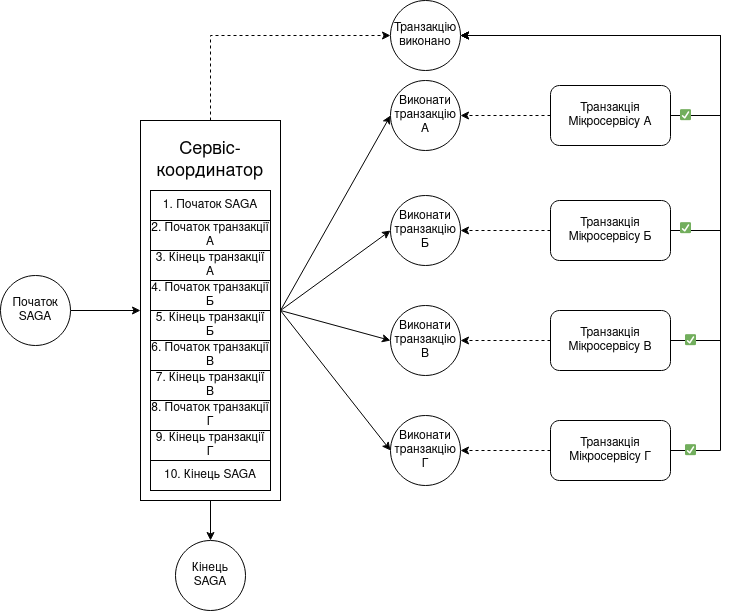 Транзакцію
виконано
Виконати
транзакцію
А
Транзакція
Мікросервісу А
Сервіс-
координатор
1. Початок SAGA
2. Початок транзакції
А
3. Кінець транзакції
А
4. Початок транзакції
Б
5. Кінець транзакції
Б
6. Початок транзакції
В
7. Кінець транзакції
В
8. Початок транзакції
Г
9. Кінець транзакції
Г
10. Кінець SAGA
Виконати
транзакцію
Б
Транзакція
Мікросервісу Б
Початок
SAGA
Виконати
транзакцію
В
Транзакція
Мікросервісу В
Виконати
транзакцію
Г
Транзакція
Мікросервісу Г
Кінець
SAGA